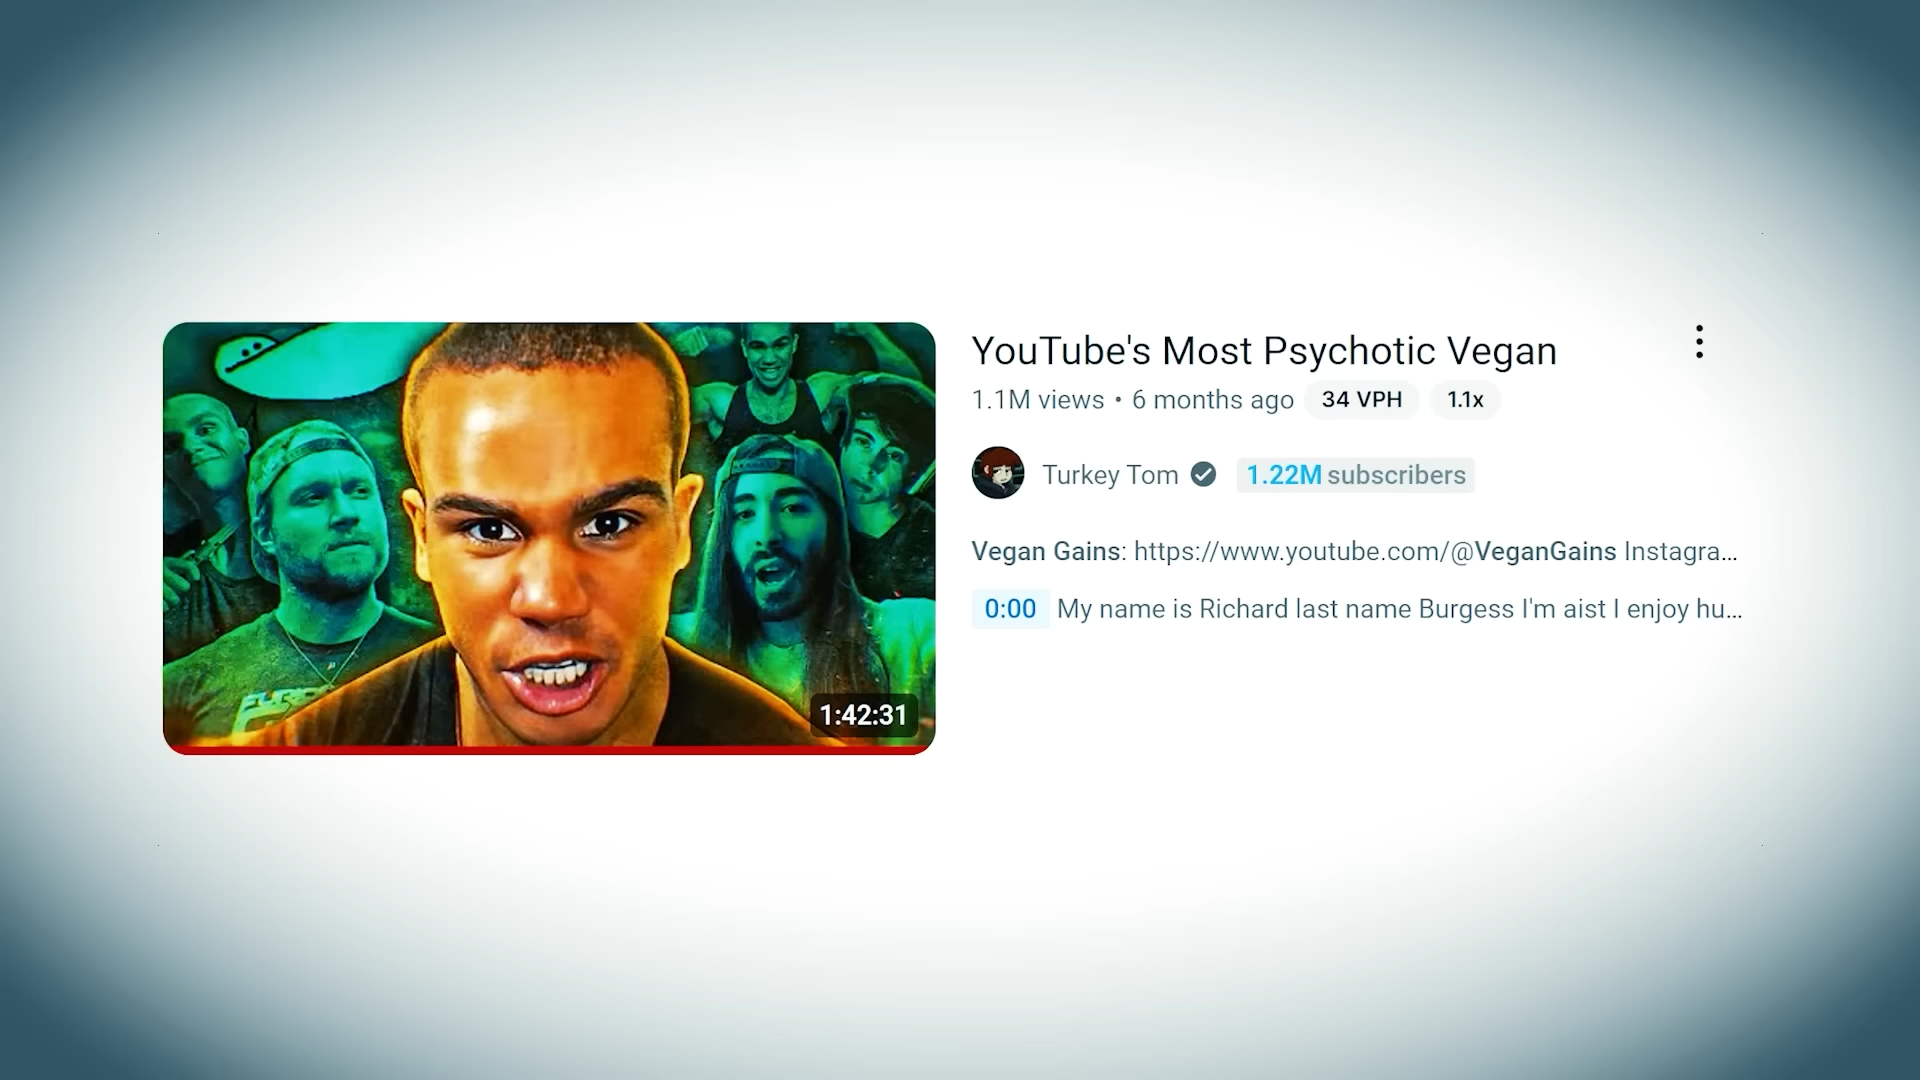 YouTube's Most Psychotic Vegan
1.1M views • 6 months ago 34 VPH 1.1x
Turkey Tom 1.22M subscribers
Vegan Gains: https://www.youtube.com/@VeganGains Instagra...
0:00 My name is Richard last name Burgess I'm aist I enjoy hu...
1:42:31